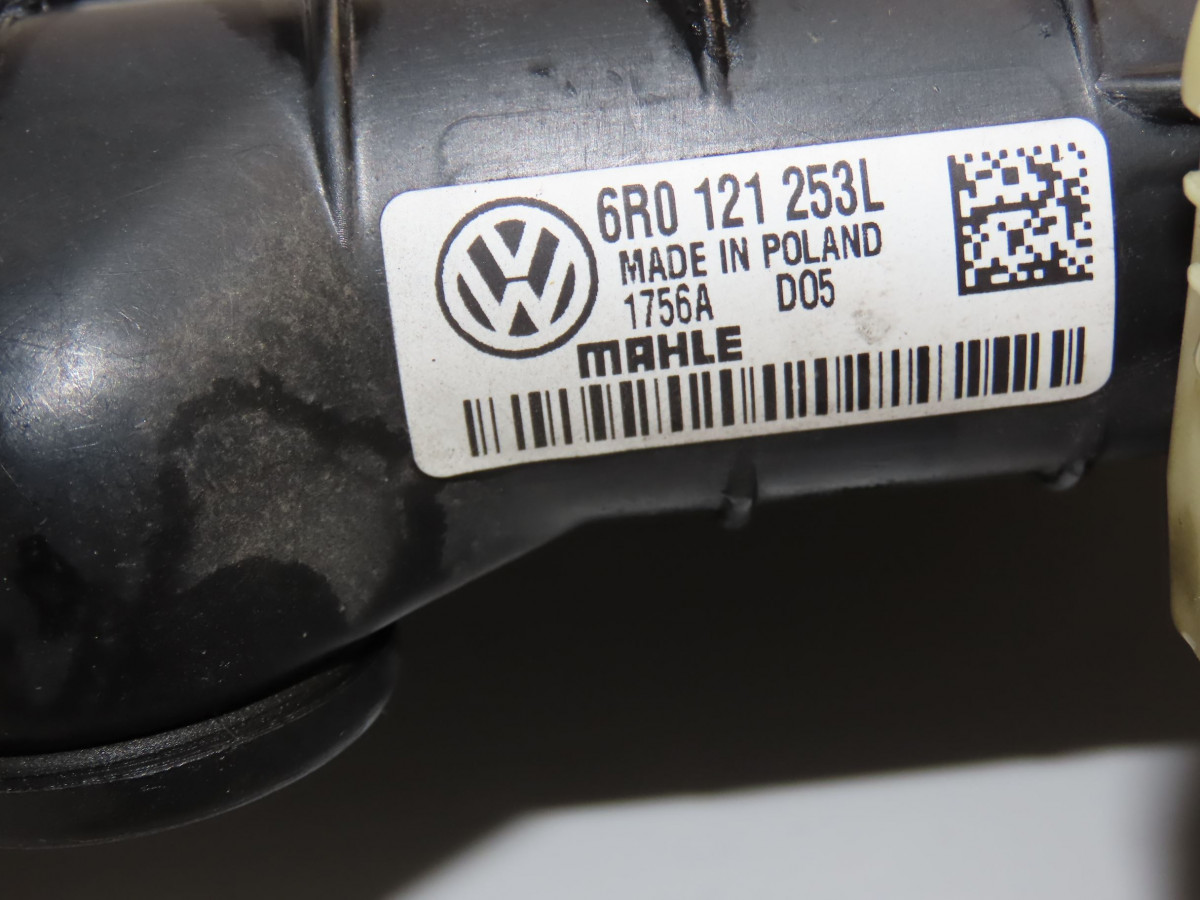 6R0 121 253L
MADE IN POLAND
1756A D05
MAHLE